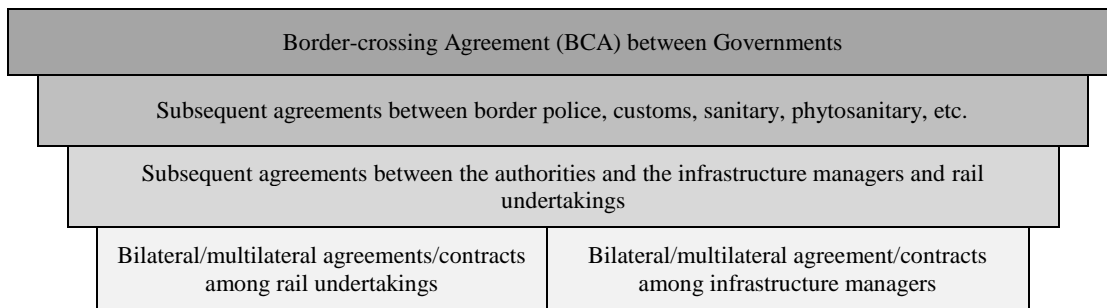 Border-crossing Agreement (BCA) between Governments
Subsequent agreements between border police, customs, sanitary, phytosanitary, etc.
Subsequent agreements between the authorities and the infrastructure managers and rail
undertakings
Bilateral/multilateral agreements/contracts
among rail undertakings
Bilateral/multilateral agreement/contracts
among infrastructure managers